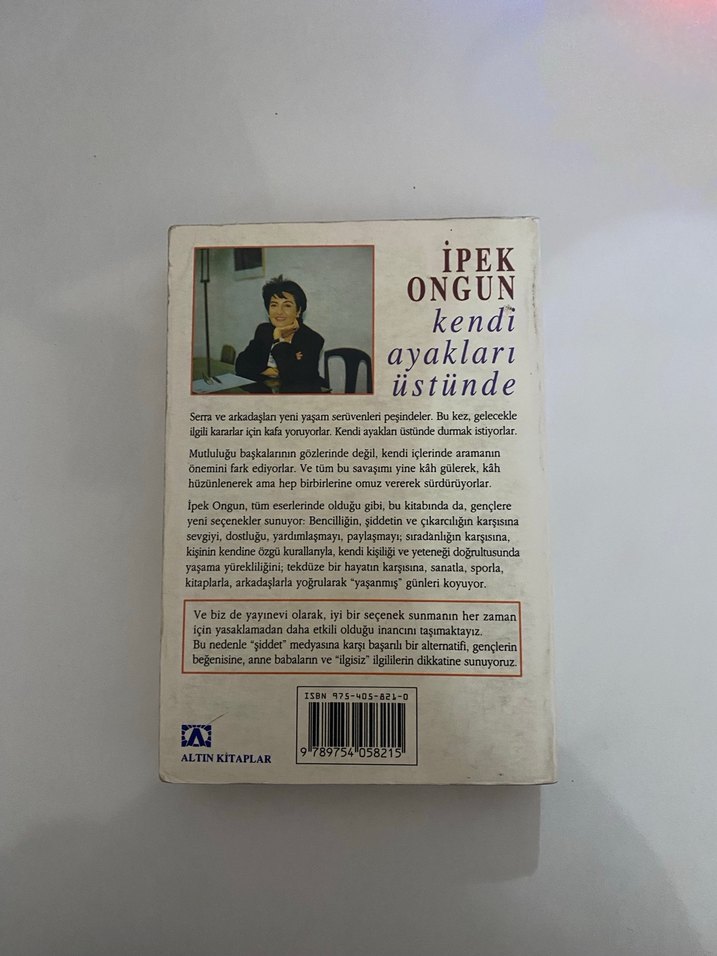 İPEK
ONGUN
kendi
ayakları
üstünde
Serra ve arkadaşları yeni yaşam serüvenleri peşindeler. Bu kez, gelecekle
ilgili kararlar için kafa yoruyorlar. Kendi ayakları üstünde durmak istiyorlar.
Mutluluğu başkalarının gözlerinde değil, kendi içlerinde aramanın
önemini fark ediyorlar. Ve tüm bu savaşımı yine kâh gülerek, kâh
hüzünlenerek ama hep birbirlerine omuz vererek sürdürüyorlar.
İpek Ongun, tüm eserlerinde olduğu gibi, bu kitabında da, gençlere
yeni seçenekler sunuyor: Bencilliğin, şiddetin ve çıkarcılığın karşısına
sevgiyi, dostluğu, yardımlaşmayı, paylaşmayı; sıradanlığın karşısına,
kişinin kendine özgü kurallarıyla, kendi kişiliği ve yeteneği doğrultusunda
yaşama yürekliliğini; tekdüze bir hayatın karşısına, sanatla, sporla,
kitaplarla, arkadaşlarla yoğrularak “yaşanmış” günleri koyuyor.
Ve biz de yayınevi olarak, iyi bir seçenek sunmanın her zaman
için yasaklamadan daha etkili olduğu inancını taşımaktayız.
Bu nedenle “şiddet” medyasına karşı başarılı bir alternatifi, gençlerin
beğenisine, anne babaların ve “ilgisiz” ilgililerin dikkatine sunuyoruz.
ISBN 975-405-821-0
9 789754 058215
ALTIN KİTAPLAR